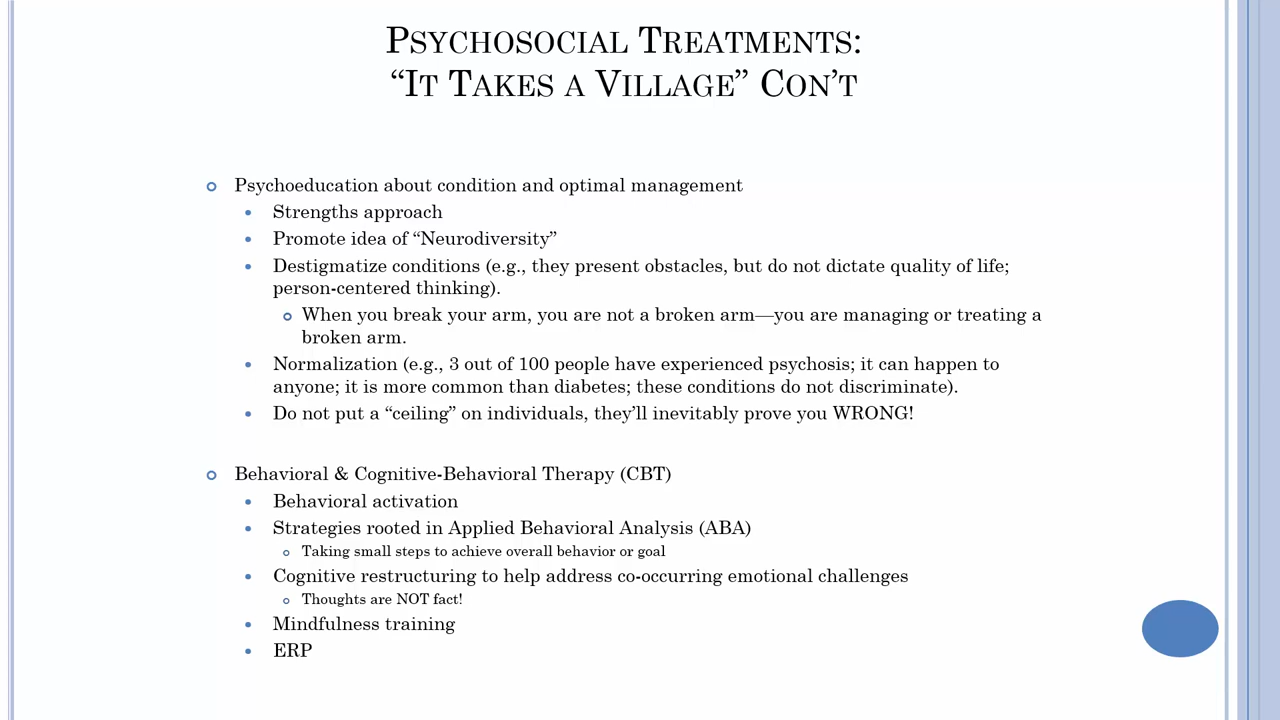 PSYCHOSOCIAL TREATMENTS:
“IT TAKES A VILLAGE” CON’T
Psychoeducation about condition and optimal management
Strengths approach
Promote idea of “Neurodiversity”
Destigmatize conditions (e.g., they present obstacles, but do not dictate quality of life;
person-centered thinking).
When you break your arm, you are not a broken arm—you are managing or treating a
broken arm.
Normalization (e.g., 3 out of 100 people have experienced psychosis; it can happen to
anyone; it is more common than diabetes; these conditions do not discriminate).
Do not put a “ceiling” on individuals, they’ll inevitably prove you WRONG!
Behavioral & Cognitive-Behavioral Therapy (CBT)
Behavioral activation
Strategies rooted in Applied Behavioral Analysis (ABA)
Taking small steps to achieve overall behavior or goal
Cognitive restructuring to help address co-occurring emotional challenges
Thoughts are NOT fact!
Mindfulness training
ERP